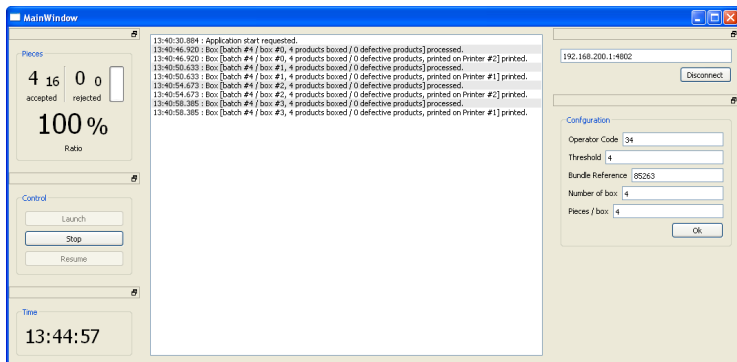 MainWindow
Pieces
4 16 0 0
accepted rejected
100 %
Ratio
Control
Launch
Stop
Resume
Time
13:44:57
13:40:30.884 : Application start requested.
13:40:46.920 : Box [batch #4 / box #0, 4 products boxed / 0 defective products] processed.
13:40:46.920 : Box [batch #4 / box #0, 4 products boxed / 0 defective products, printed on Printer #2] printed.
13:40:50.633 : Box [batch #4 / box #1, 4 products boxed / 0 defective products] processed.
13:40:50.633 : Box [batch #4 / box #1, 4 products boxed / 0 defective products, printed on Printer #1] printed.
13:40:54.673 : Box [batch #4 / box #2, 4 products boxed / 0 defective products] processed.
13:40:54.673 : Box [batch #4 / box #2, 4 products boxed / 0 defective products, printed on Printer #2] printed.
13:40:58.385 : Box [batch #4 / box #3, 4 products boxed / 0 defective products] processed.
13:40:58.385 : Box [batch #4 / box #3, 4 products boxed / 0 defective products, printed on Printer #1] printed.
192.168.200.1:4802
Disconnect
Confguration
Operator Code 34
Threshold 4
Bundle Reference 85263
Number of box 4
Pieces / box 4
Ok